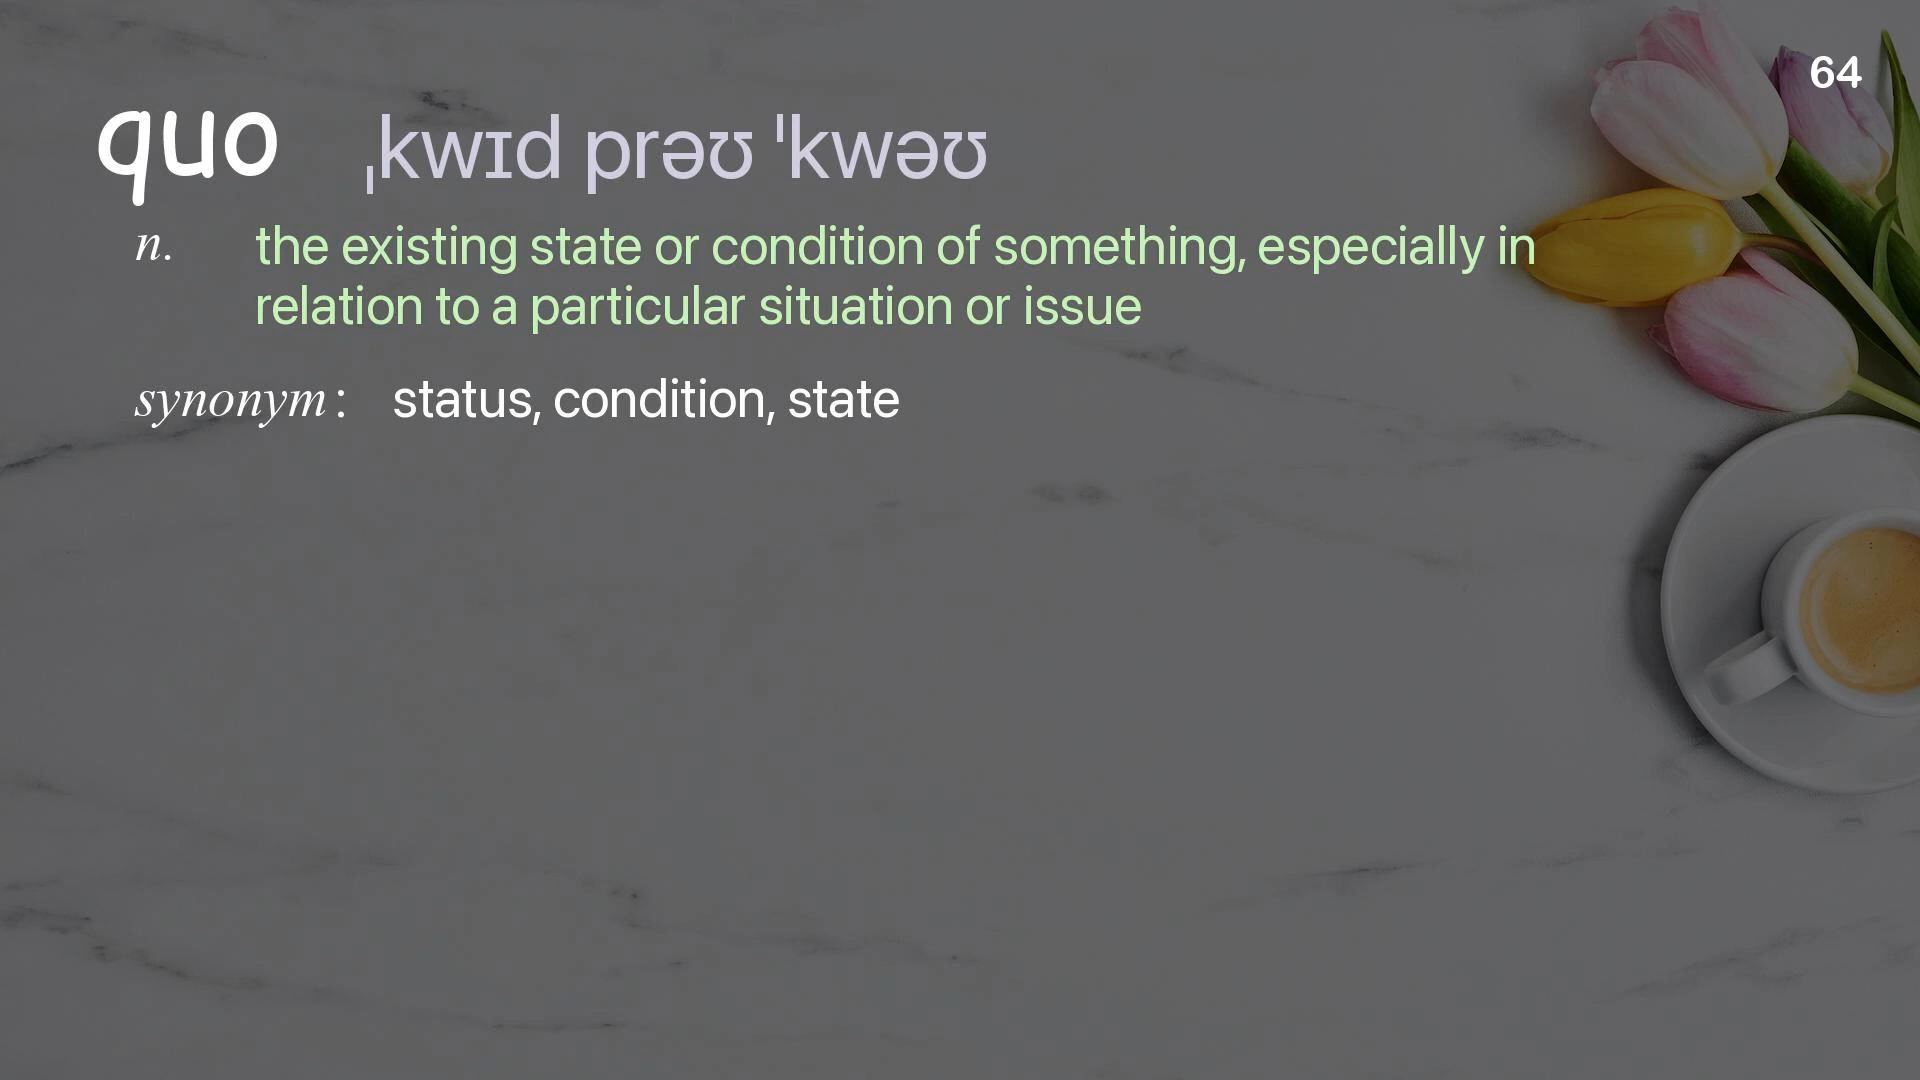 64
quo ˌkwɪd prəʊ ˈkwəʊ
n. the existing state or condition of something, especially in
relation to a particular situation or issue
synonym : status, condition, state